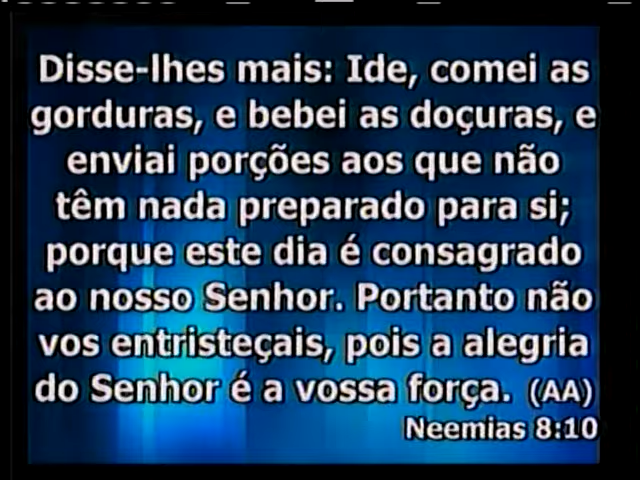 Disse-lhes mais: Ide, comei as
gorduras, e bebei as doçuras, e
enviai porções aos que não
têm nada preparado para si;
porque este dia é consagrado
ao nosso Senhor. Portanto não
vos entristeçais, pois a alegria
do Senhor é a vossa força. (AA)
Neemias 8:10